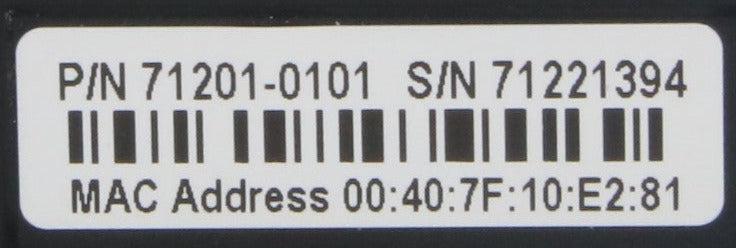 P/N 71201-0101 S/N 71221394
MAC Address 00:40:7F:10:E2:81